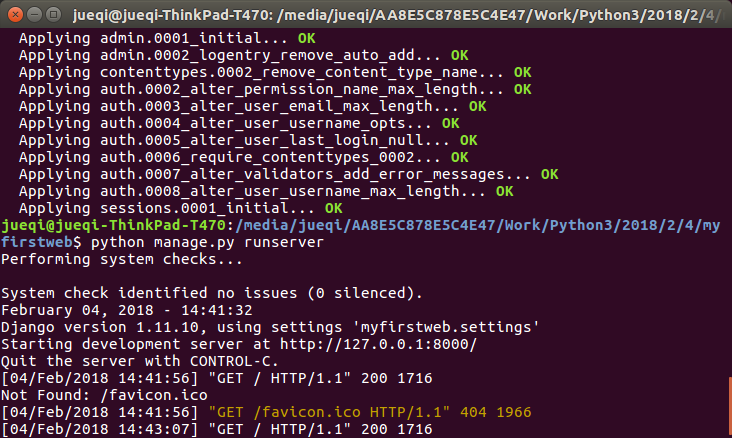 jueqi@jueqi-ThinkPad-T470: /media/jueqi/AA8E5C878E5C4E47/Work/Python3/2018/2/4/
Applying admin.0001_initial... OK
Applying admin.0002_logentry_remove_auto_add... OK
Applying contenttypes.0002_remove_content_type_name... OK
Applying auth.0002_alter_permission_name_max_length... OK
Applying auth.0003_alter_user_email_max_length... OK
Applying auth.0004_alter_user_username_opts... OK
Applying auth.0005_alter_user_last_login_null... OK
Applying auth.0006_require_contenttypes_0002... OK
Applying auth.0007_alter_validators_add_error_messages... OK
Applying auth.0008_alter_user_username_max_length... OK
Applying sessions.0001_initial... OK
jueqi@jueqi-ThinkPad-T470:/media/jueqi/AA8E5C878E5C4E47/Work/Python3/2018/2/4/my
firstweb$ python manage.py runserver
Performing system checks...
System check identified no issues (0 silenced).
February 04, 2018 - 14:41:32
Django version 1.11.10, using settings 'myfirstweb.settings'
Starting development server at http://127.0.0.1:8000/
Quit the server with CONTROL-C.
[04/Feb/2018 14:41:56] "GET / HTTP/1.1" 200 1716
Not Found: /favicon.ico
[04/Feb/2018 14:41:56] "GET /favicon.ico HTTP/1.1" 404 1966
[04/Feb/2018 14:43:07] "GET / HTTP/1.1" 200 1716